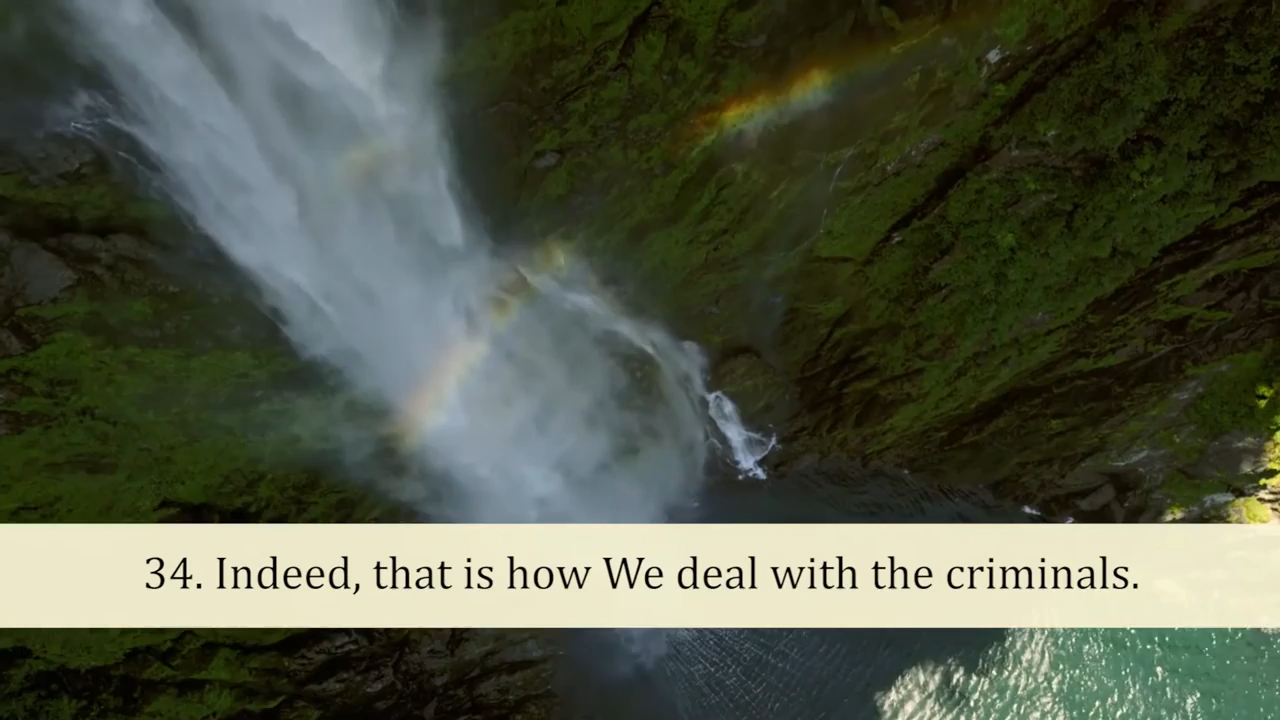 34. Indeed, that is how We deal with the criminals.